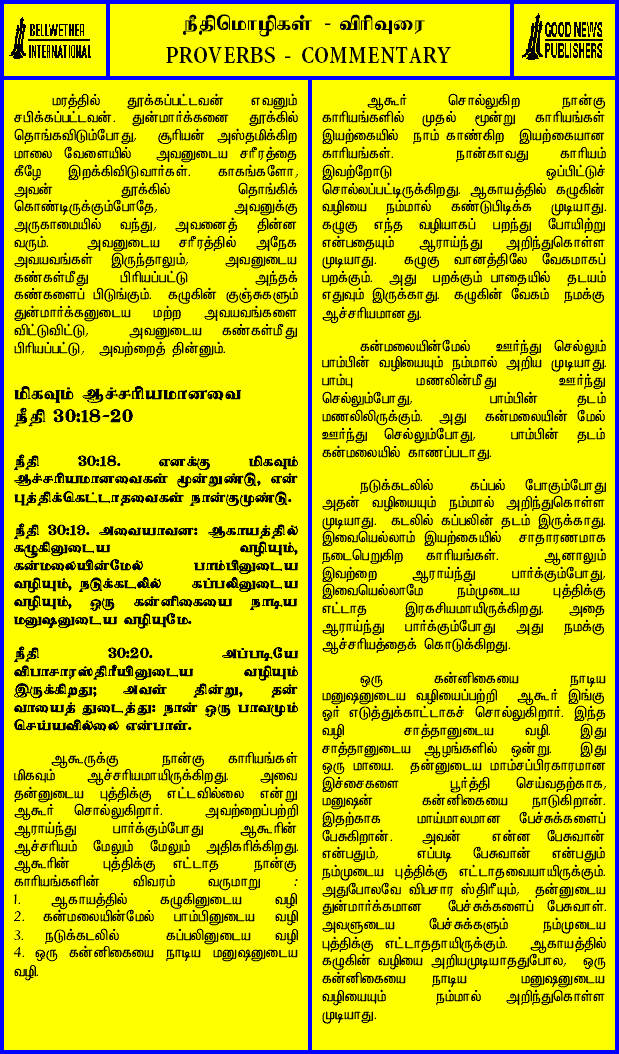 BELLWETHER
INTERNATIONAL
நீதிமொழிகள் - விரிவுரை
PROVERBS - COMMENTARY
GOOD NEWS
PUBLISHERS
மரத்தில் தூக்கப்பட்டவன் எவனும்
சபிக்கப்பட்டவன். துன்மார்க்கனை தூக்கில்
தொங்கவிடும்போது, சூரியன் அஸ்தமிக்கிற
மாலை வேளையில் அவனுடைய சரீரத்தை
கீழே இறக்கிவிடுவார்கள். காகங்களோ,
அவன் தூக்கில் தொங்கிக்
கொண்டிருக்கும்போதே, அவனுக்கு
அருகாமையில் வந்து, அவனைத் தின்ன
வரும். அவனுடைய சரீரத்தில் அநேக
அவயவங்கள் இருந்தாலும், அவனுடைய
கண்கள்மீது பிரியப்பட்டு அந்தக்
கண்களைப் பிடுங்கும். கழுகின் குஞ்சுகளும்
துன்மார்க்கனுடைய மற்ற அவயவங்களை
விட்டுவிட்டு, அவனுடைய கண்கள்மீது
பிரியப்பட்டு, அவற்றைத் தின்னும்.
மிகவும் ஆச்சரியமானவை
நீதி 30:18-20
நீதி 30:18. எனக்கு மிகவும்
ஆச்சரியமானவைகள் மூன்றுண்டு, என்
புத்திக்கெட்டாதவைகள் நான்குமுண்டு.
நீதி 30:19. அவையாவன: ஆகாயத்தில்
கழுகினுடைய வழியும்,
கன்மலையின்மேல் பாம்பினுடைய
வழியும், நடுக்கடலில் கப்பலினுடைய
வழியும், ஒரு கன்னிகையை நாடிய
மனுஷனுடைய வழியுமே.
நீதி 30:20. அப்படியே
விபாசாரஸ்திரீயினுடைய வழியும்
இருக்கிறது; அவள் தின்று, தன்
வாயைத் துடைத்து: நான் ஒரு பாவமும்
செய்யவில்லை என்பாள்.
ஆகூருக்கு நான்கு காரியங்கள்
மிகவும் ஆச்சரியமாயிருக்கிறது. அவை
தன்னுடைய புத்திக்கு எட்டவில்லை என்று
ஆகூர் சொல்லுகிறார். அவற்றைப்பற்றி
ஆராய்ந்து பார்க்கும்போது ஆகூரின்
ஆச்சரியம் மேலும் மேலும் அதிகரிக்கிறது.
ஆகூரின் புத்திக்கு எட்டாத நான்கு
காரியங்களின் விவரம் வருமாறு :
1. ஆகாயத்தில் கழுகினுடைய வழி
2. கன்மலையின்மேல் பாம்பினுடைய வழி
3. நடுக்கடலில் கப்பலினுடைய வழி
4. ஒரு கன்னிகையை நாடிய மனுஷனுடைய
வழி.
ஆகூர் சொல்லுகிற நான்கு
காரியங்களில் முதல் மூன்று காரியங்கள்
இயற்கையில் நாம் காண்கிற இயற்கையான
காரியங்கள். நான்காவது காரியம்
இவற்றோடு ஒப்பிட்டுச்
சொல்லப்பட்டிருக்கிறது. ஆகாயத்தில் கழுகின்
வழியை நம்மால் கண்டுபிடிக்க முடியாது.
கழுகு எந்த வழியாகப் பறந்து போயிற்று
என்பதையும் ஆராய்ந்து அறிந்துகொள்ள
முடியாது. கழுகு வானத்திலே வேகமாகப்
பறக்கும். அது பறக்கும் பாதையில் தடயம்
எதுவும் இருக்காது. கழுகின் வேகம் நமக்கு
ஆச்சரியமானது.
கன்மலையின்மேல் ஊர்ந்து செல்லும்
பாம்பின் வழியையும் நம்மால் அறிய முடியாது.
பாம்பு மணலின்மீது ஊர்ந்து
செல்லும்போது, பாம்பின் தடம்
மணலிலிருக்கும். அது கன்மலையின் மேல்
ஊர்ந்து செல்லும்போது, பாம்பின் தடம்
கன்மலையில் காணப்படாது.
நடுக்கடலில் கப்பல் போகும்போது
அதன் வழியையும் நம்மால் அறிந்துகொள்ள
முடியாது. கடலில் கப்பலின் தடம் இருக்காது.
இவையெல்லாம் இயற்கையில் சாதாரணமாக
நடைபெறுகிற காரியங்கள். ஆனாலும்
இவற்றை ஆராய்ந்து பார்க்கும்போது,
இவையெல்லாமே நம்முடைய புத்திக்கு
எட்டாத இரகசியமாயிருக்கிறது. அதை
ஆராய்ந்து பார்க்கும்போது அது நமக்கு
ஆச்சரியத்தைக் கொடுக்கிறது.
ஒரு கன்னிகையை நாடிய
மனுஷனுடைய வழியைப்பற்றி ஆகூர் இங்கு
ஓர் எடுத்துக்காட்டாகச் சொல்லுகிறார். இந்த
வழி சாத்தானுடைய வழி. இது
சாத்தானுடைய ஆழங்களில் ஒன்று. இது
ஒரு மாயை. தன்னுடைய மாம்சப்பிரகாரமான
இச்சைகளை பூர்த்தி செய்வதற்காக,
மனுஷன் கன்னிகையை நாடுகிறான்.
இதற்காக மாய்மாலமான பேச்சுக்களைப்
பேசுகிறான். அவன் என்ன பேசுவான்
என்பதும், எப்படி பேசுவான் என்பதும்
நம்முடைய புத்திக்கு எட்டாதவையாயிருக்கும்.
அதுபோலவே விபசார ஸ்திரீயும், தன்னுடைய
துன்மார்க்கமான பேச்சுக்களைப் பேசுவாள்.
அவளுடைய பேச்சுக்களும் நம்முடைய
புத்திக்கு எட்டாததாயிருக்கும். ஆகாயத்தில்
கழுகின் வழியை அறியமுடியாததுபோல, ஒரு
கன்னிகையை நாடிய மனுஷனுடைய
வழியையும் நம்மால் அறிந்துகொள்ள
முடியாது.